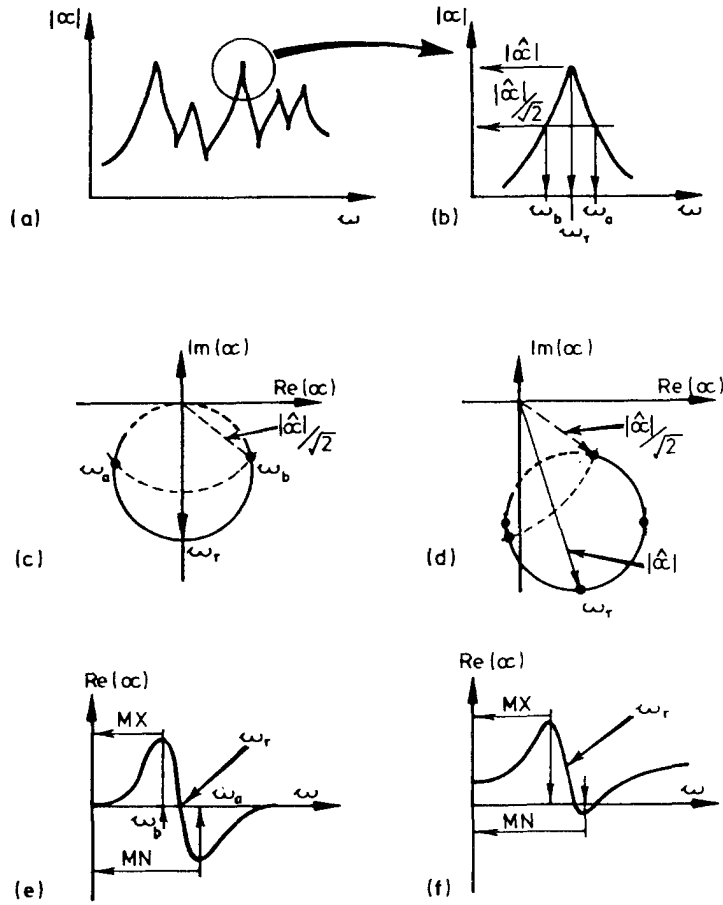 |α|
ω
(a)
|α|
|α̂|
|α̂|/√2
ω_b
ω_r
ω_a
ω
(b)
Im(α)
Re(α)
|α̂|/√2
ω_a
ω_b
ω_r
(c)
Im(α)
Re(α)
|α̂|/√2
|α̂|
ω_r
(d)
Re(α)
MX
ω_r
ω_a
ω
ω_b
MN
(e)
Re(α)
MX
ω_r
ω
MN
(f)